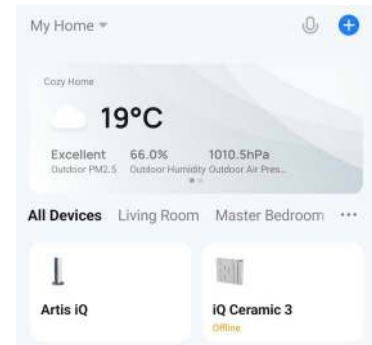 My Home
Cozy Home
19°C
Excellent 66.0% 1010.5hPa
Outdoor PM2.5 Outdoor Humidity Outdoor Air Pres...
All Devices Living Room Master Bedroom ...
Artis iQ iQ Ceramic 3
Offline